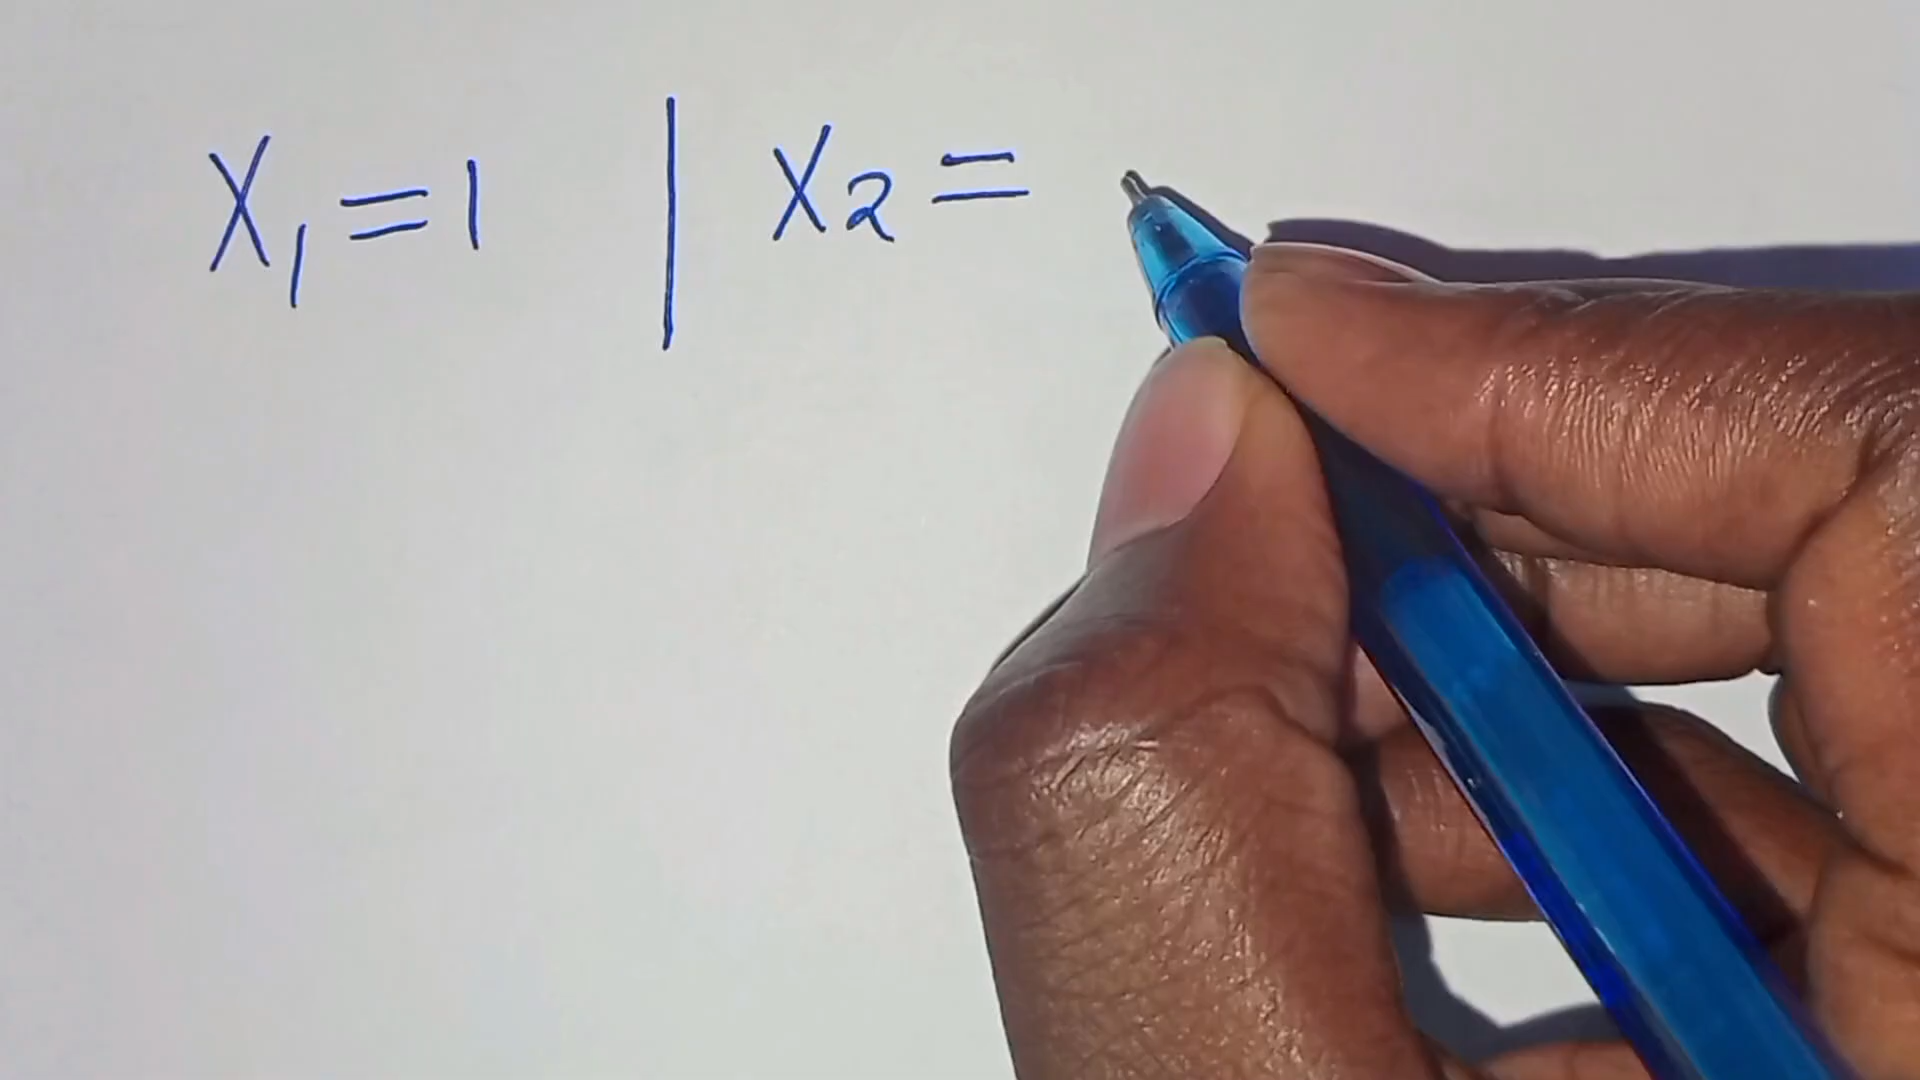 X₁ = 1 | X₂ =